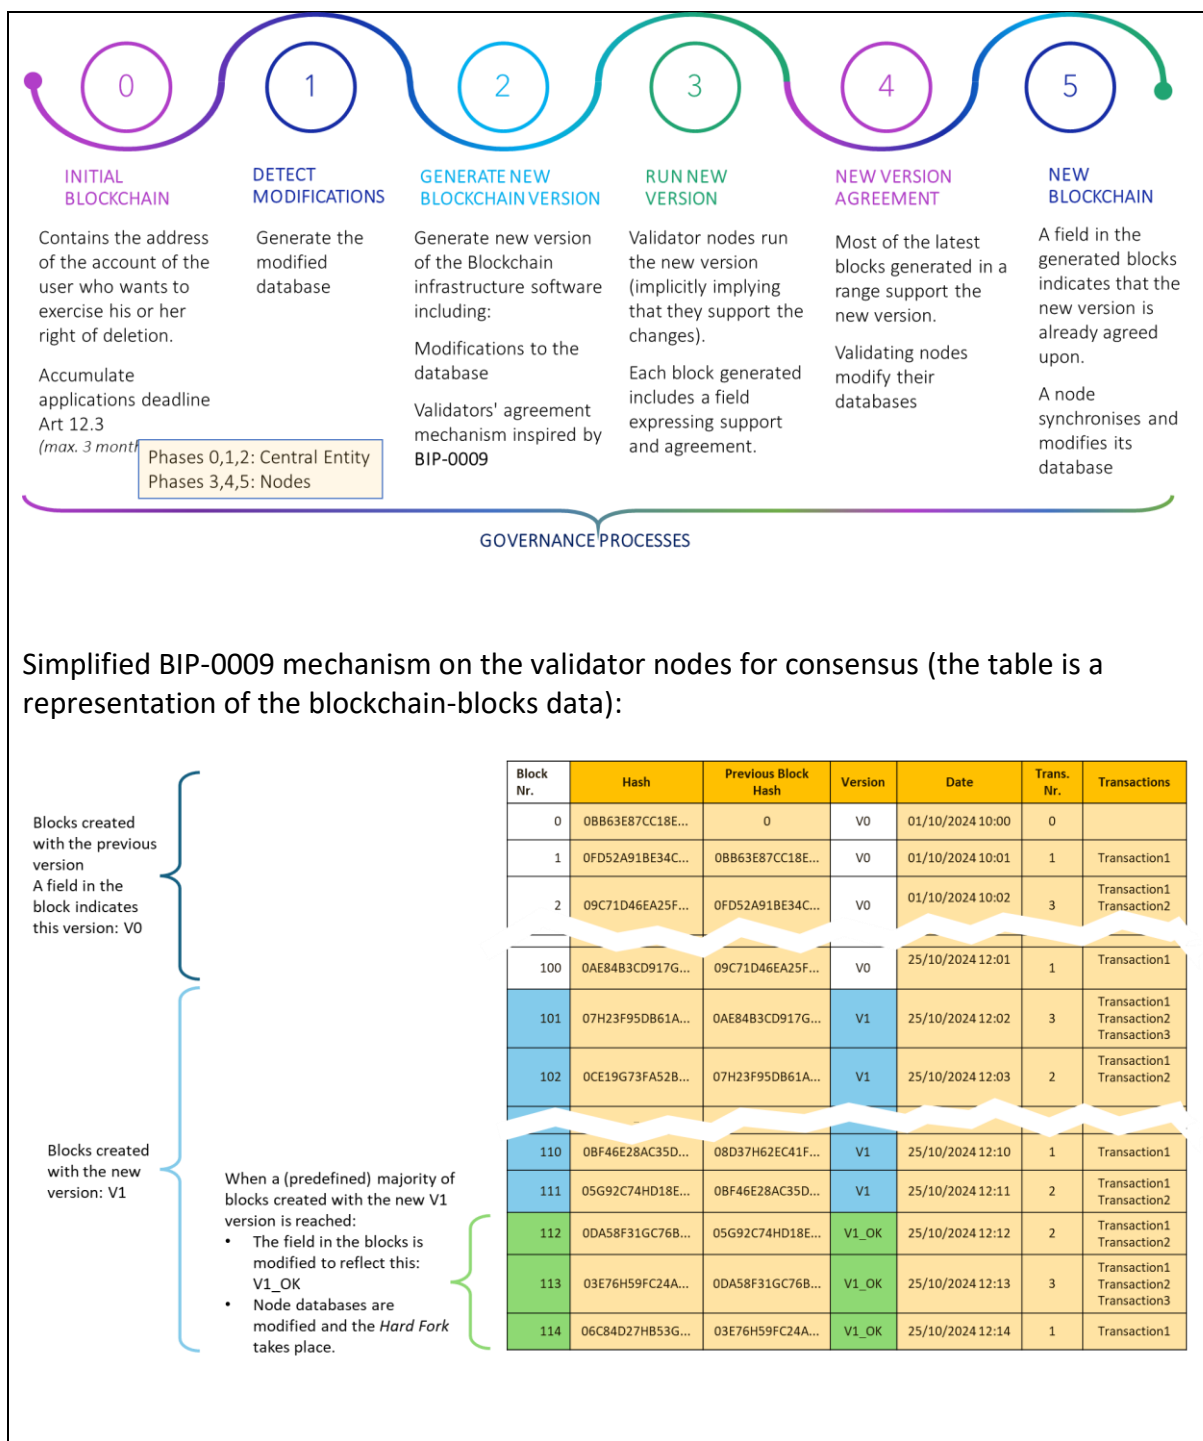 0
1
2
3
4
5
INITIAL
BLOCKCHAIN
Contains the address
of the account of the
user who wants to
exercise his or her
right of deletion.
Accumulate
applications deadline
Art 12.3
(max. 3 month
DETECT
MODIFICATIONS
Generate the
modified
database
GENERATE NEW
BLOCKCHAIN VERSION
Generate new version
of the Blockchain
infrastructure software
including:
Modifications to the
database
Validators' agreement
mechanism inspired by
BIP-0009
RUN NEW
VERSION
Validator nodes run
the new version
(implicitly implying
that they support the
changes).
Each block generated
includes a field
expressing support
and agreement.
NEW VERSION
AGREEMENT
Most of the latest
blocks generated in a
range support the
new version.
Validating nodes
modify their
databases
NEW
BLOCKCHAIN
A field in the
generated blocks
indicates that the
new version is
already agreed
upon.
A node
synchronises and
modifies its
database
Phases 0,1,2: Central Entity
Phases 3,4,5: Nodes
GOVERNANCE PROCESSES
Simplified BIP-0009 mechanism on the validator nodes for consensus (the table is a
representation of the blockchain-blocks data):
Blocks created
with the previous
version
A field in the
block indicates
this version: V0
Blocks created
with the new
version: V1
When a (predefined) majority of
blocks created with the new V1
version is reached:
• The field in the blocks is
modified to reflect this:
V1_OK
• Node databases are
modified and the Hard Fork
takes place.
Block Nr. Hash Previous Block Hash Version Date Trans. Nr. Transactions
0 0BB63E87CC18E... 0 V0 01/10/2024 10:00 0
1 0FD52A91BE34C... 0BB63E87CC18E... V0 01/10/2024 10:01 1 Transaction1
2 09C71D46EA25F... 0FD52A91BE34C... V0 01/10/2024 10:02 3 Transaction1 Transaction2
100 0AE84B3CD917G... 09C71D46EA25F... V0 25/10/2024 12:01 1 Transaction1
101 07H23F95DB61A... 0AE84B3CD917G... V1 25/10/2024 12:02 3 Transaction1 Transaction2 Transaction3
102 0CE19G73FA52B... 07H23F95DB61A... V1 25/10/2024 12:03 2 Transaction1 Transaction2
110 0BF46E28AC35D... 08D37H62EC41F... V1 25/10/2024 12:10 1 Transaction1
111 05G92C74HD18E... 0BF46E28AC35D... V1 25/10/2024 12:11 2 Transaction1 Transaction2
112 0DA58F31GC76B... 05G92C74HD18E... V1_OK 25/10/2024 12:12 2 Transaction1 Transaction2
113 03E76H59FC24A... 0DA58F31GC76B... V1_OK 25/10/2024 12:13 3 Transaction1 Transaction2 Transaction3
114 06C84D27HB53G... 03E76H59FC24A... V1_OK 25/10/2024 12:14 1 Transaction1